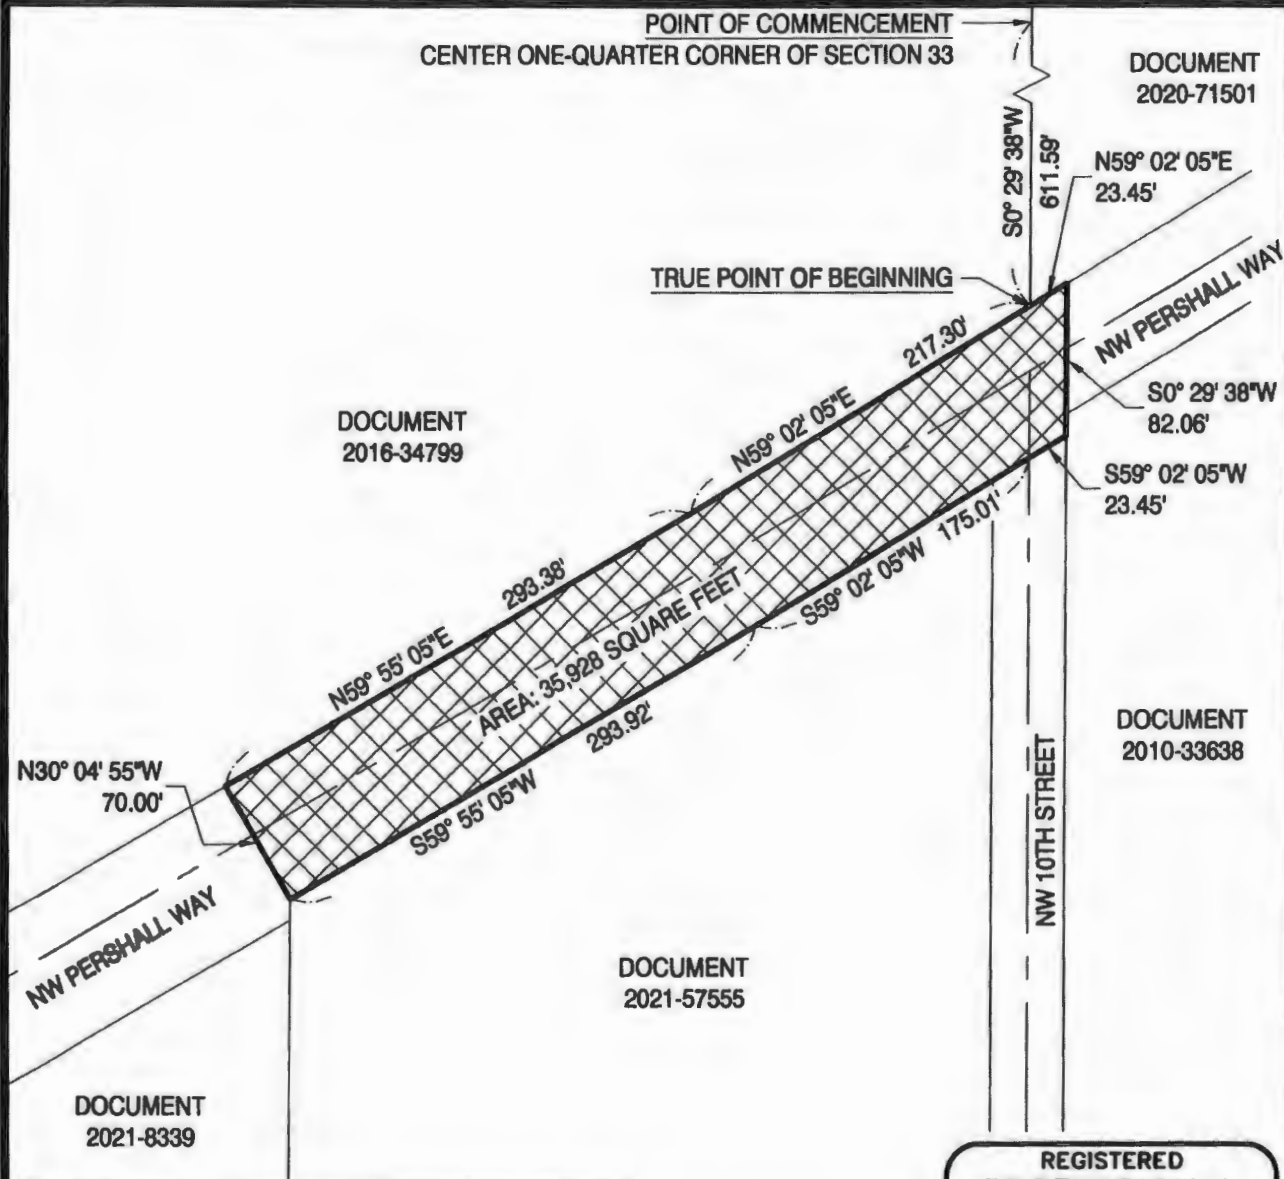 POINT OF COMMENCEMENT
CENTER ONE-QUARTER CORNER OF SECTION 33
DOCUMENT
2020-71501
S0° 29' 38"W
611.59'
N59° 02' 05"E
23.45'
TRUE POINT OF BEGINNING
NW PERSHALL WAY
217.30'
N59° 02' 05"E
S0° 29' 38"W
82.06'
DOCUMENT
2016-34799
S59° 02' 05"W
23.45'
175.01'
S59° 02' 05"W
293.38'
N59° 55' 05"E
AREA: 35,928 SQUARE FEET
293.92'
S59° 55' 05"W
N30° 04' 55"W
70.00'
DOCUMENT
2010-33638
NW 10TH STREET
NW PERSHALL WAY
DOCUMENT
2021-57555
DOCUMENT
2021-8339
REGISTERED